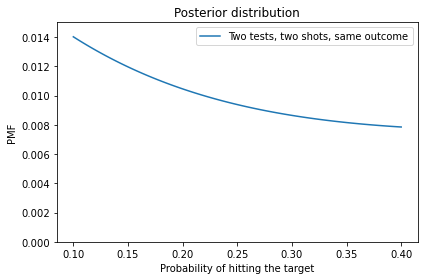 Posterior distribution
Two tests, two shots, same outcome
PMF
0.014
0.012
0.010
0.008
0.006
0.004
0.002
0.000
0.10 0.15 0.20 0.25 0.30 0.35 0.40
Probability of hitting the target